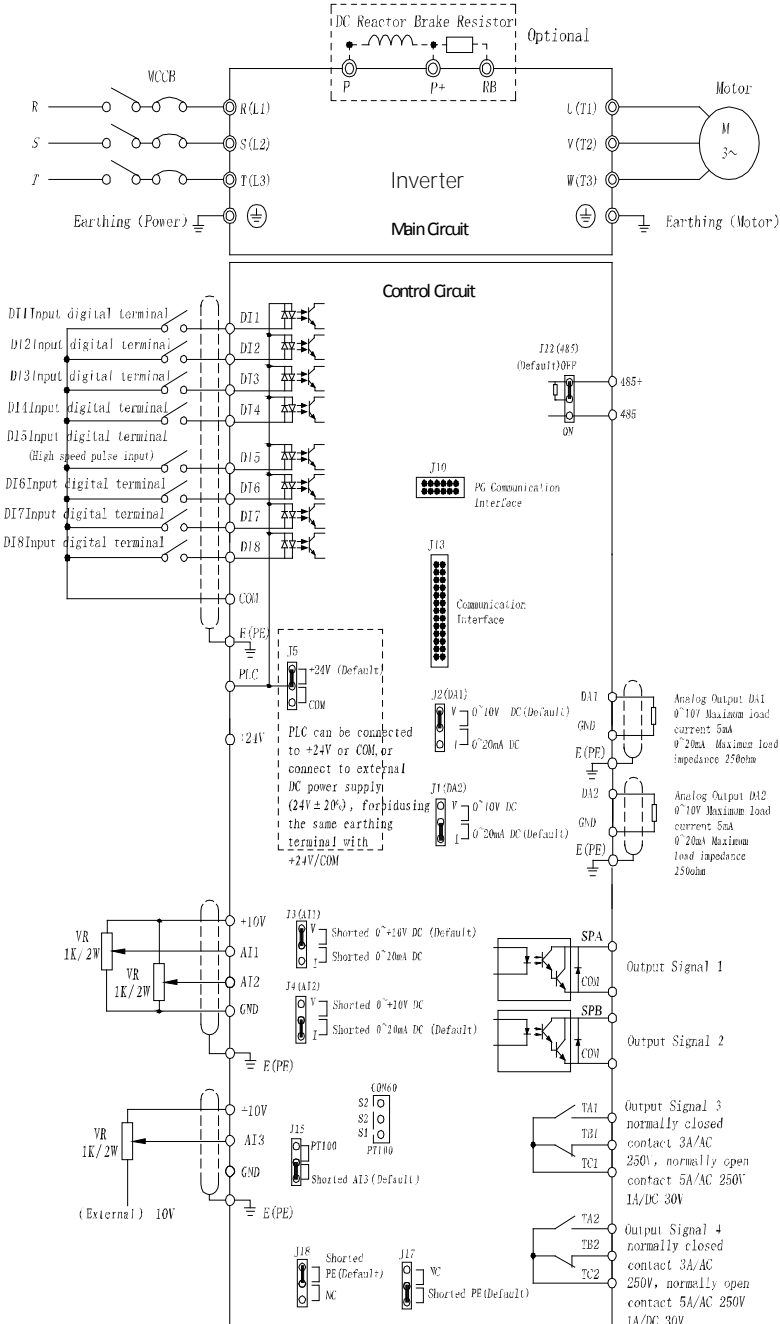 DC Reactor Brake Resistor
Optional
P
P+
RB
MCCB
Motor
R
R(L1)
U(T1)
S
S(L2)
V(T2)
M
3~
T
T(L3)
W(T3)
Inverter
Earthing (Power)
Earthing (Motor)
Main Circuit
Control Circuit
DI1Input digital terminal
DI1
DI2Input digital terminal
DI2
DI3Input digital terminal
DI3
DI4Input digital terminal
DI4
DI5Input digital terminal
(High speed pulse input)
DI5
DI6Input digital terminal
DI6
DI7Input digital terminal
DI7
DI8Input digital terminal
DI8
COM
E(PE)
PLC
+24V
J22(485)
(Default)OFF
485+
485
ON
J10
PG Communication
Interface
J13
Communication
Interface
J5
+24V (Default)
COM
PLC can be connected
to +24V or COM,or
connect to external
DC power supply
(24V±20%), forbidusing
the same earthing
terminal with
+24V/COM
J2(DA1)
V
0~10V DC(Default)
I
0~20mA DC
J1(DA2)
V
0~10V DC
I
0~20mA DC(Default)
DA1
GND
E(PE)
Analog Output DA1
0~10V Maximum load
current 5mA
0~20mA Maximum load
impedance 250ohm
DA2
GND
E(PE)
Analog Output DA2
0~10V Maximum load
current 5mA
0~20mA Maximum
load impedance
250ohm
VR
1K/2W
VR
1K/2W
+10V
AI1
AI2
GND
E(PE)
J3(AI1)
V
Shorted 0~+10V DC (Default)
I
Shorted 0~20mA DC
J4(AI2)
V
Shorted 0~+10V DC
I
Shorted 0~20mA DC (Default)
SPA
COM
Output Signal 1
SPB
COM
Output Signal 2
VR
1K/2W
+10V
AI3
GND
E(PE)
(External) 10V
J15
PT100
Shorted AI3(Default)
CON60
S2
S2
S1
PT100
TA1
TB1
TC1
Output Signal 3
normally closed
contact 3A/AC
250V, normally open
contact 5A/AC 250V
1A/DC 30V
TA2
TB2
TC2
Output Signal 4
normally closed
contact 3A/AC
250V, normally open
contact 5A/AC 250V
1A/DC 30V
J18
Shorted
PE(Default)
NC
J17
NC
Shorted PE(Default)